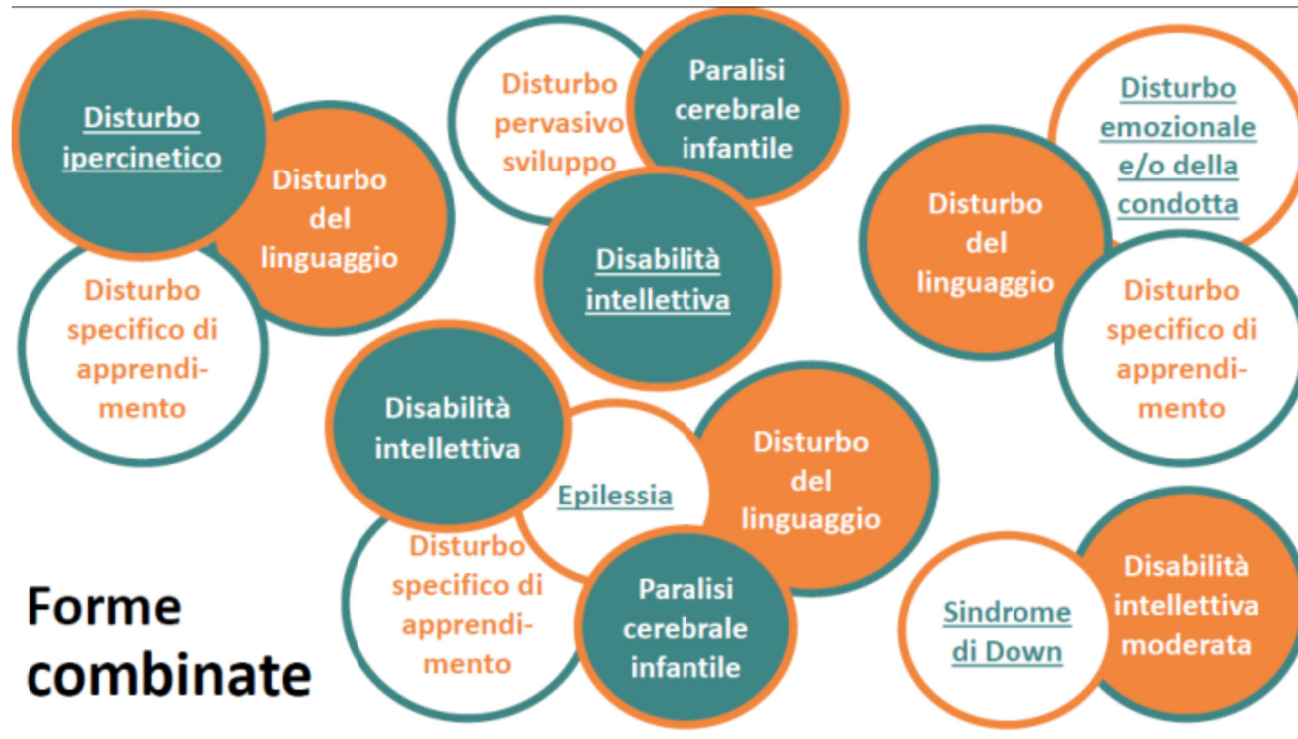 Disturbo
ipercinetico
Disturbo
del
linguaggio
Disturbo
specifico di
apprendi-
mento
Disturbo
pervasivo
sviluppo
Paralisi
cerebrale
infantile
Disabilità
intellettiva
Disturbo
emozionale
e/o della
condotta
Disturbo
del
linguaggio
Disturbo
specifico di
apprendi-
mento
Disabilità
intellettiva
Epilessia
Disturbo
del
linguaggio
Disturbo
specifico di
apprendi-
mento
Paralisi
cerebrale
infantile
Sindrome
di Down
Disabilità
intellettiva
moderata
Forme
combinate